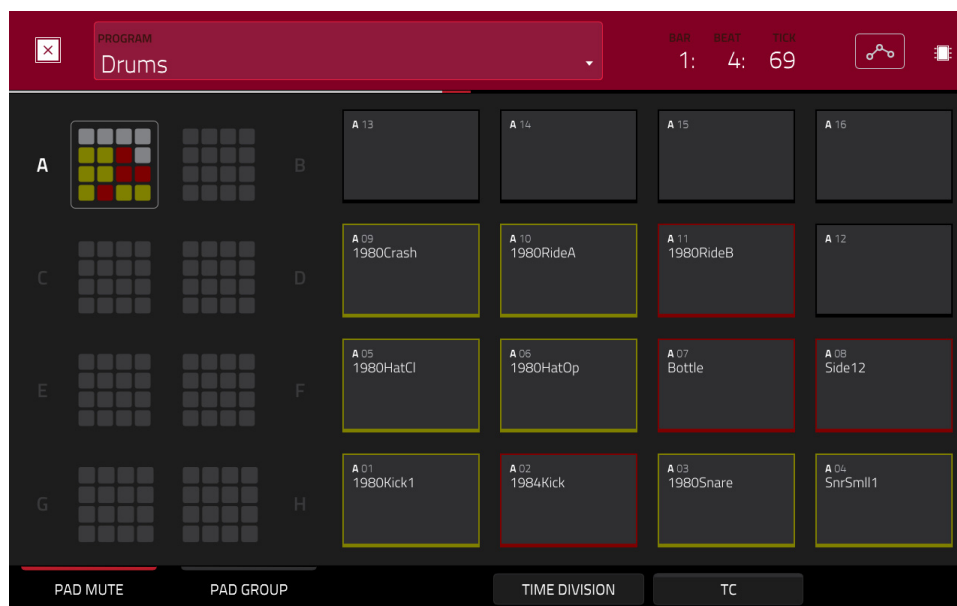 PROGRAM
Drums
BAR BEAT TICK
1: 4: 69
A B
C D
E F
G H
A 13
A 14
A 15
A 16
A 09
1980Crash
A 10
1980RideA
A 11
1980RideB
A 12
A 05
1980HatCl
A 06
1980HatOp
A 07
Bottle
A 08
Side12
A 01
1980Kick1
A 02
1984Kick
A 03
1980Snare
A 04
SnrSmll1
PAD MUTE PAD GROUP TIME DIVISION TC